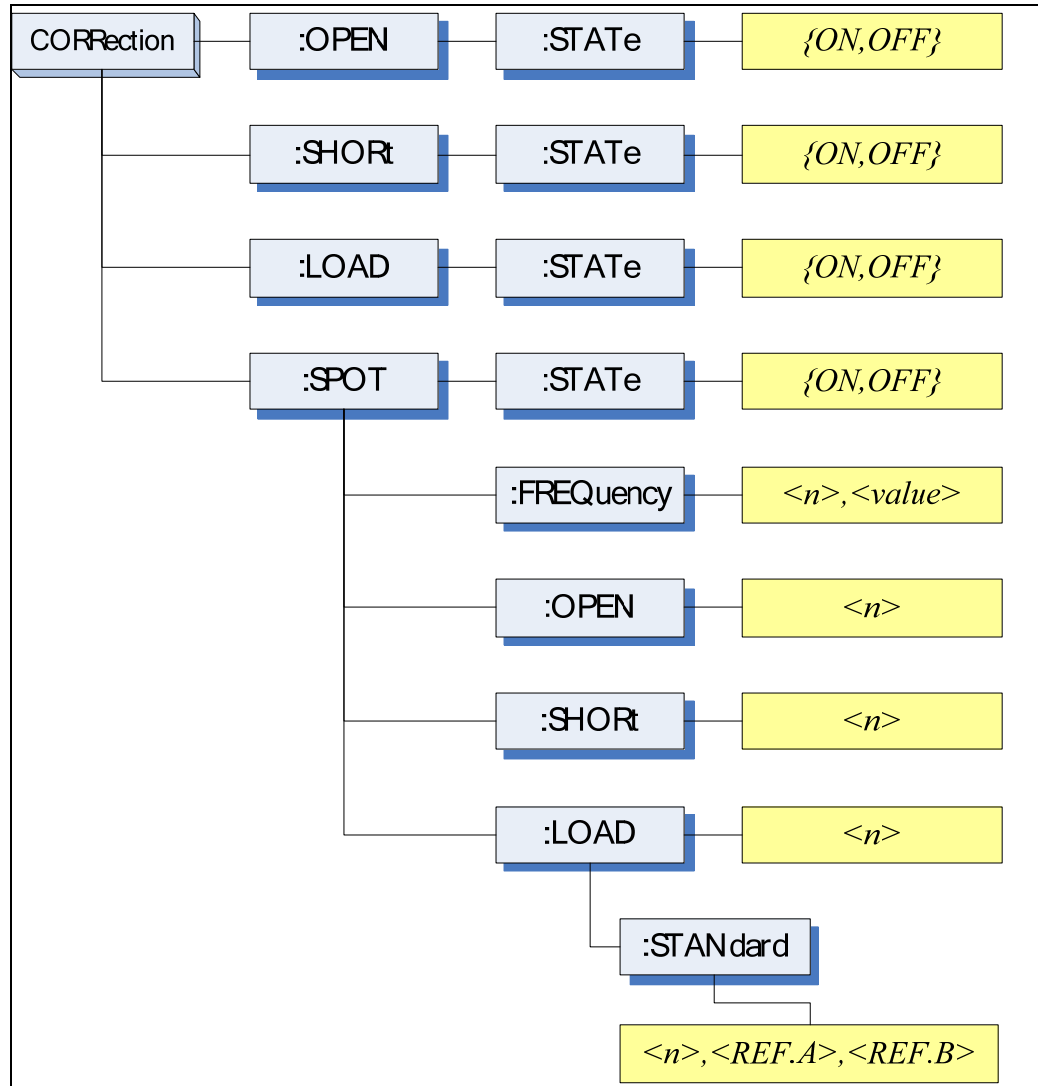 CORRection :OPEN :STATe {ON,OFF}
:SHORt :STATe {ON,OFF}
:LOAD :STATe {ON,OFF}
:SPOT :STATe {ON,OFF}
:FREQuency <n>,<value>
:OPEN <n>
:SHORt <n>
:LOAD <n>
:STANdard
<n>,<REF.A>,<REF.B>